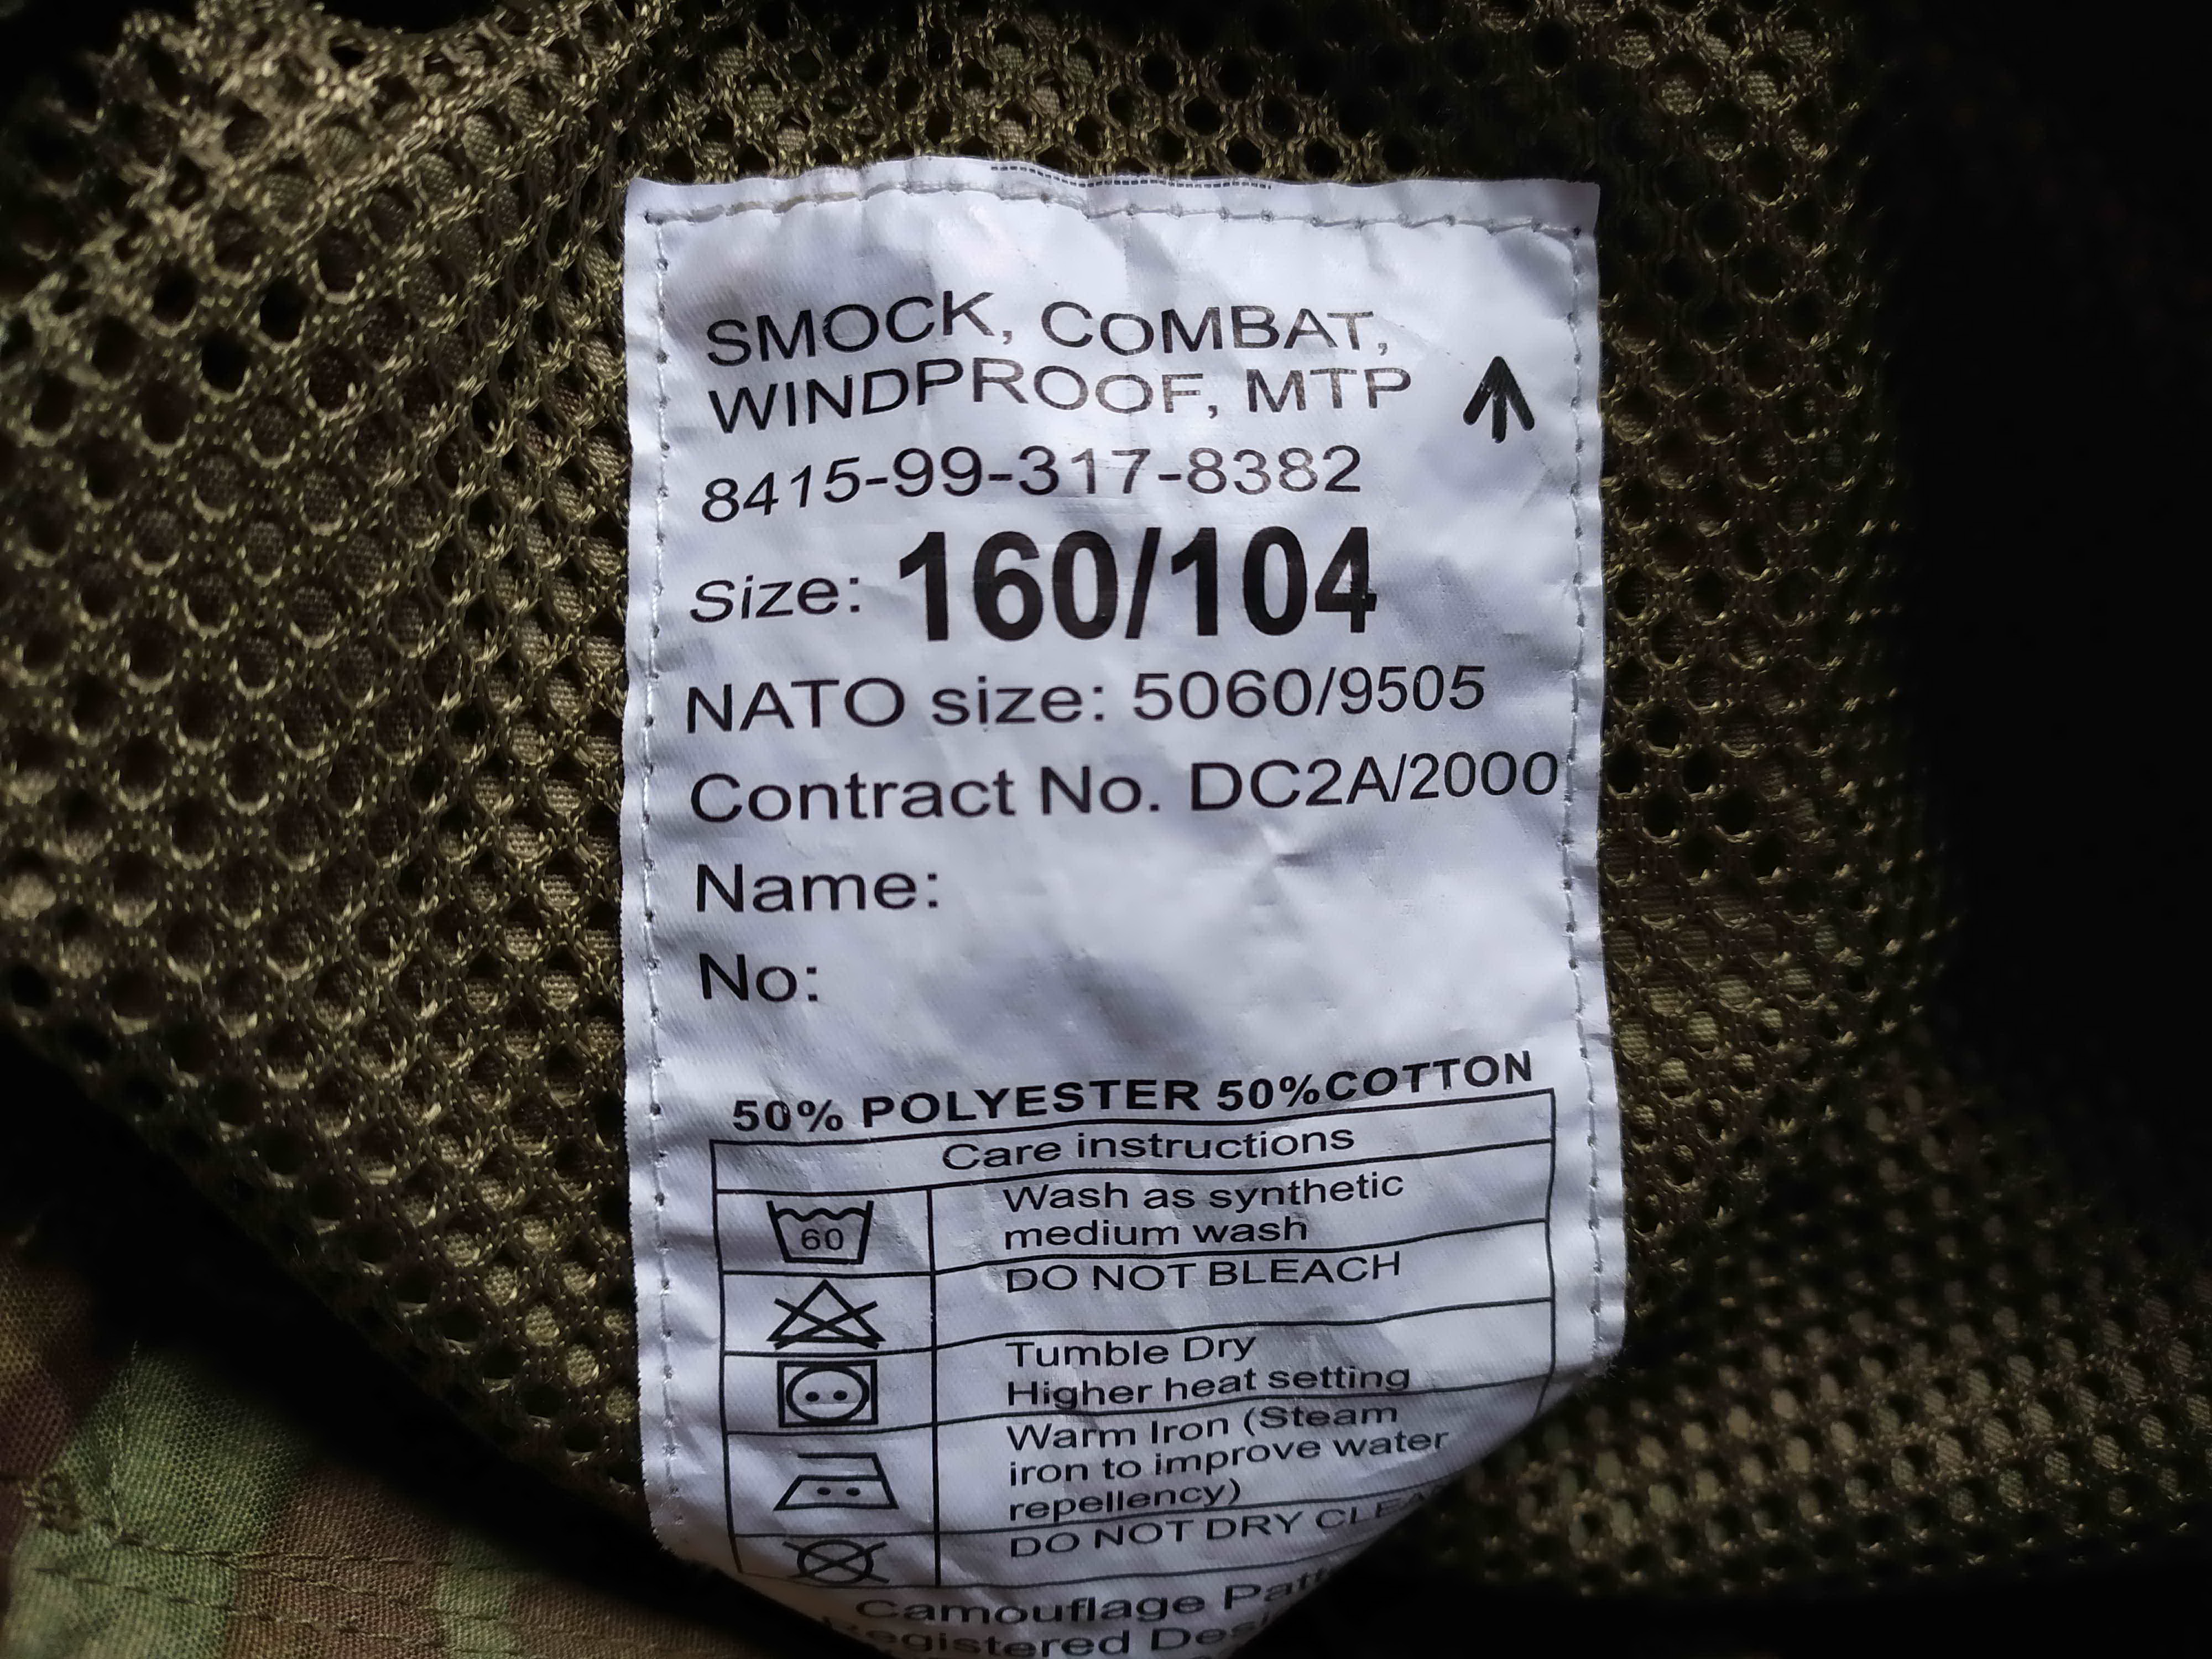 SMOCK, COMBAT,
WINDPROOF, MTP
8415-99-317-8382
Size: 160/104
NATO size: 5060/9505
Contract No. DC2A/2000
Name:
No:
50% POLYESTER 50%COTTON
Care instructions
60
Wash as synthetic
medium wash
DO NOT BLEACH
Tumble Dry
Higher heat setting
Warm Iron (Steam
iron to improve water
repellency)
DO NOT DRY
Camouflage
Registered